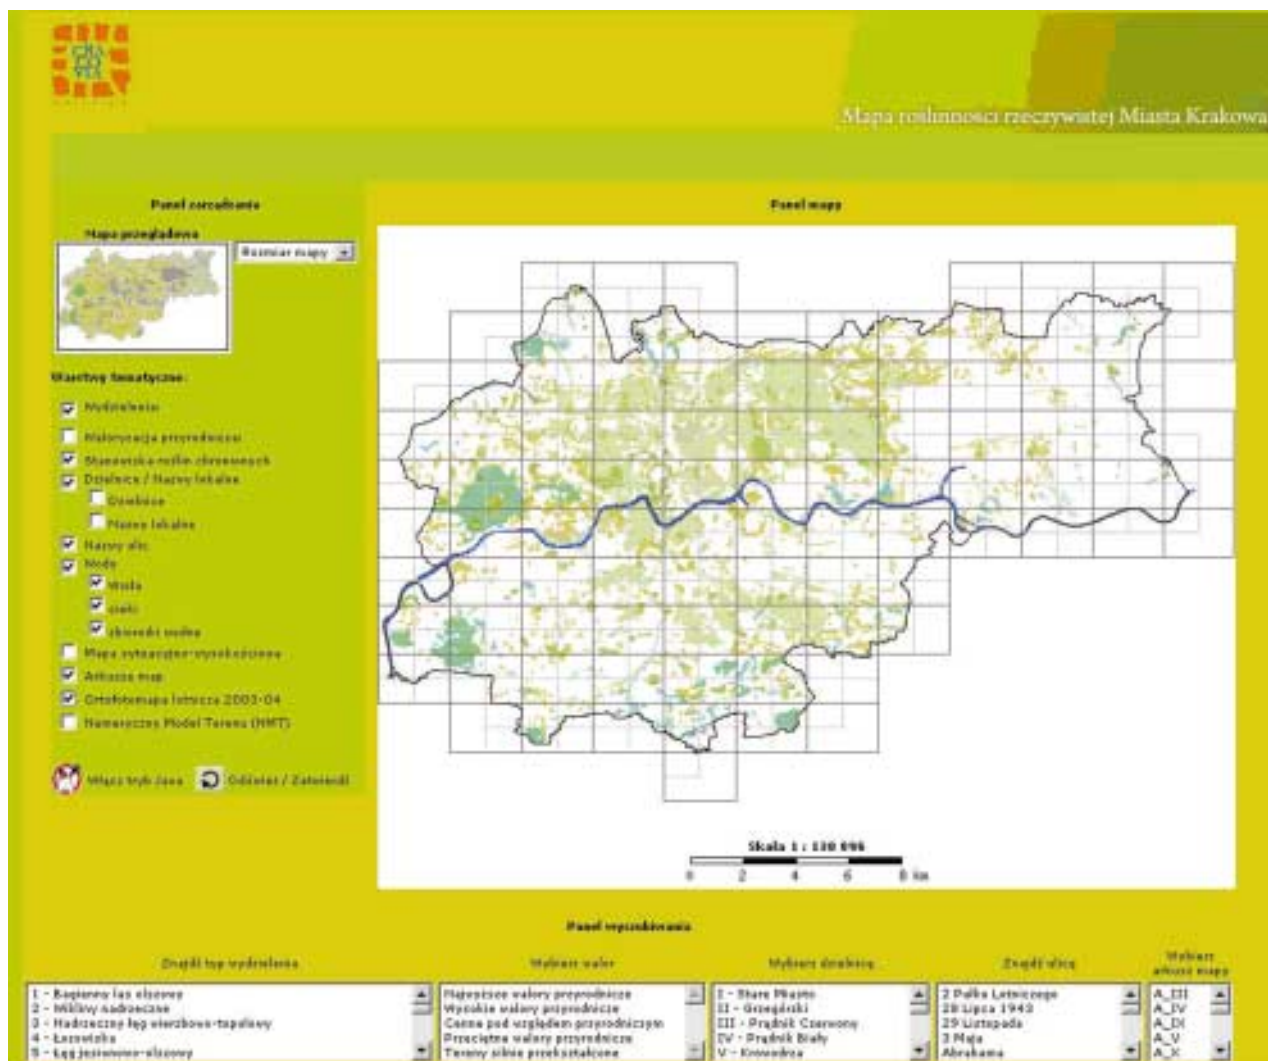 CRA
CO
VIA
Mapa roślinności rzeczywistej Miasta Krakowa
Panel zarządzania
Panel mapy
Mapa przeglądowa
Rozmiar mapy
Warstwy tematyczne:
Wydzielenia
Waloryzacja przyrodnicza
Stanowiska roślin chronionych
Dzielnice / Nazwy lokalne
Dzielnice
Nazwy lokalne
Nazwy ulic
Wody
Wisła
cieki
zbiorniki wodne
Mapa sytuacyjno-wysokościowa
Arkusze map
Ortofotomapa lotnicza 2003-04
Numeryczny Model Terenu (NMT)
Włącz tryb Java
Odśwież / Zatwierdź
Skala 1 : 130 096
0 2 4 6 8 km
Panel wyszukiwania
Znajdź typ wydzielenia
1 - Bagienny las olszowy
2 - Wikliny nadrzeczne
3 - Nadrzeczny łęg wierzbowo-topolowy
4 - Łozowiska
5 - Łęg jesionowo-olszowy
Wybierz walor
Najwyższe walory przyrodnicze
Wysokie walory przyrodnicze
Cenne pod względem przyrodniczym
Przeciętne walory przyrodnicze
Tereny silnie przekształcone
Wybierz dzielnicę
I - Stare Miasto
II - Grzegórzki
III - Prądnik Czerwony
IV - Prądnik Biały
V - Krowodrza
Znajdź ulicę
2 Pułku Lotniczego
28 Lipca 1943
29 Listopada
3 Maja
Abrahama
Wybierz
arkusz mapy
A_III
A_IV
A_IX
A_V
A_X